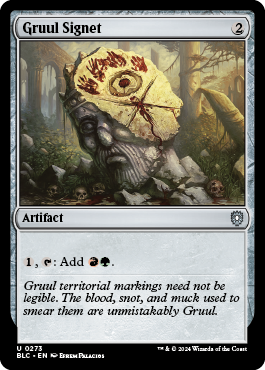 Gruul Signet 2
Artifact
1, T: Add RG.
Gruul territorial markings need not be
legible. The blood, snot, and muck used to
smear them are unmistakably Gruul.
U 0273
BLC • EN Efrem Palacios
™ & © 2024 Wizards of the Coast